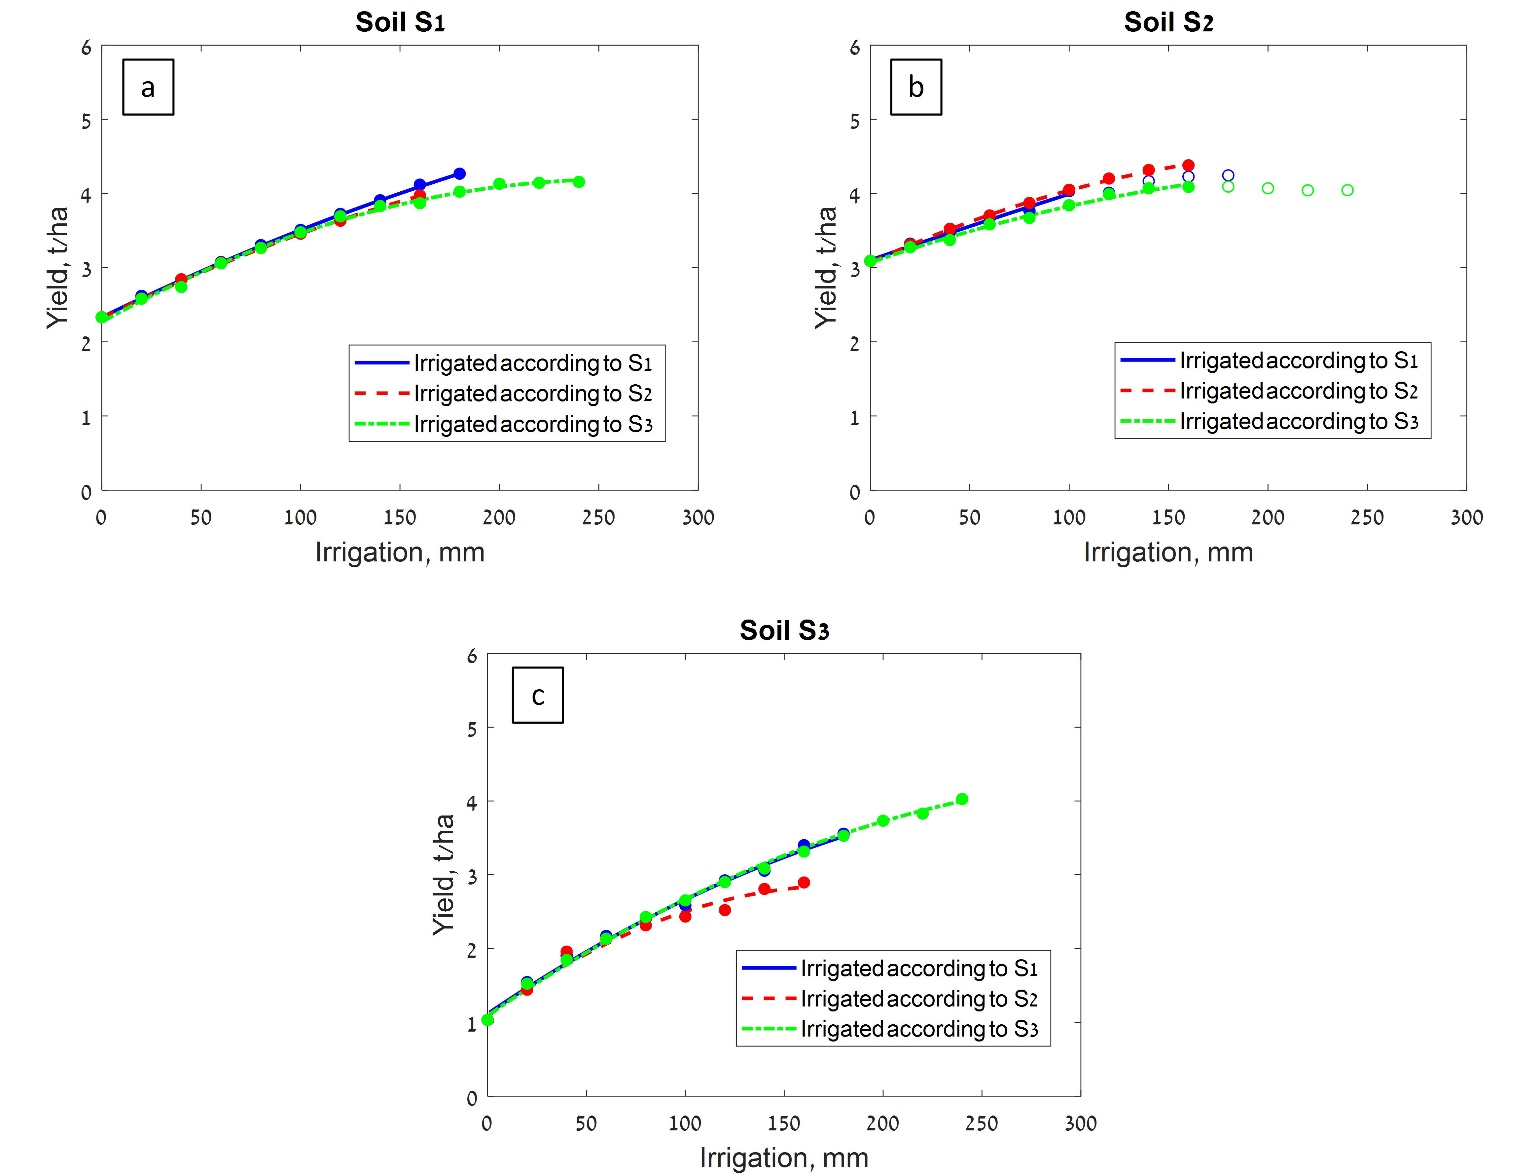 Soil S1
6
a
5
4
3
2
1
0
Yield, t/ha
Irrigated according to S1
Irrigated according to S2
Irrigated according to S3
0 50 100 150 200 250 300
Irrigation, mm
Soil S2
6
b
5
4
3
2
1
0
Yield, t/ha
Irrigated according to S1
Irrigated according to S2
Irrigated according to S3
0 50 100 150 200 250 300
Irrigation, mm
Soil S3
6
c
5
4
3
2
1
0
Yield, t/ha
Irrigated according to S1
Irrigated according to S2
Irrigated according to S3
0 50 100 150 200 250 300
Irrigation, mm